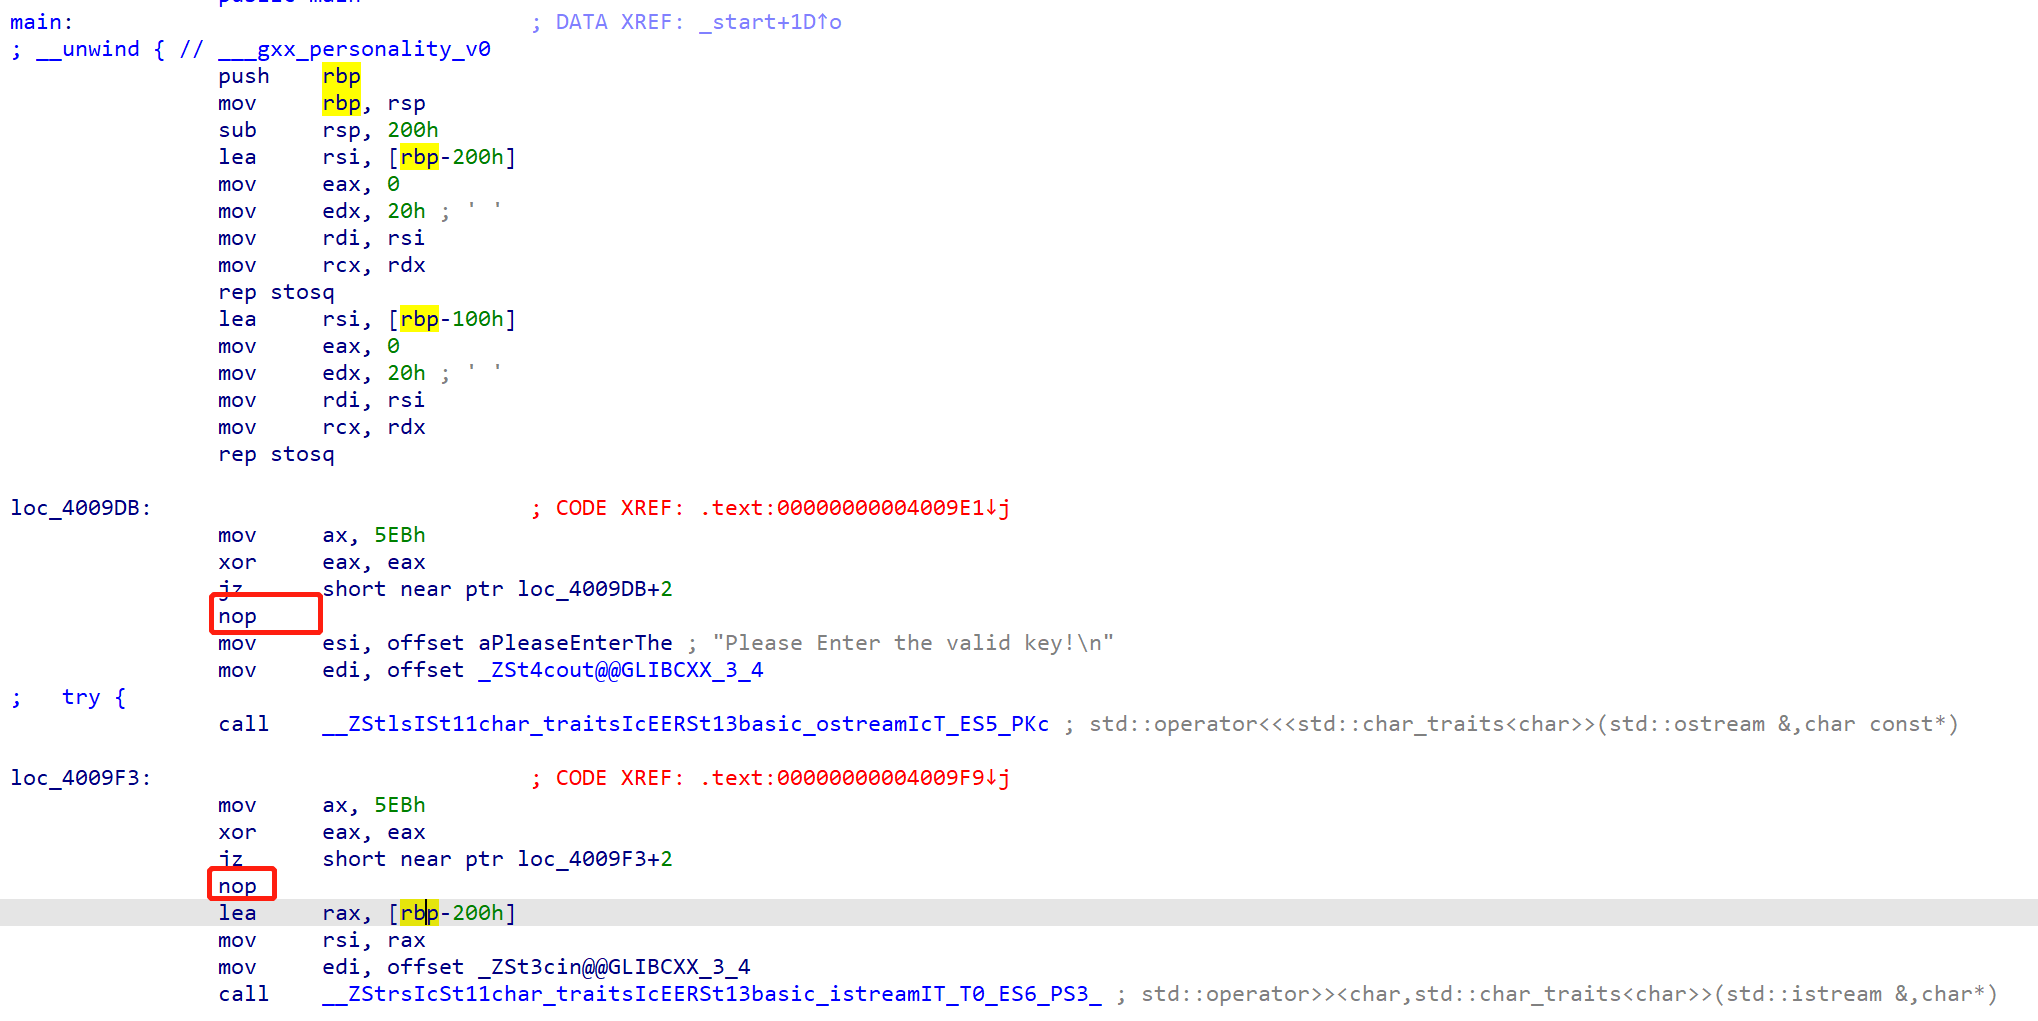 public main
main: ; DATA XREF: _start+1D↑o
; __unwind { // ___gxx_personality_v0
push rbp
mov rbp, rsp
sub rsp, 200h
lea rsi, [rbp-200h]
mov eax, 0
mov edx, 20h ; ' '
mov rdi, rsi
mov rcx, rdx
rep stosq
lea rsi, [rbp-100h]
mov eax, 0
mov edx, 20h ; ' '
mov rdi, rsi
mov rcx, rdx
rep stosq
loc_4009DB: ; CODE XREF: .text:00000000004009E1↓j
mov ax, 5EBh
xor eax, eax
jz short near ptr loc_4009DB+2
nop
mov esi, offset aPleaseEnterThe ; "Please Enter the valid key!\n"
mov edi, offset _ZSt4cout@@GLIBCXX_3_4
; try {
call __ZStlsISt11char_traitsIcEERSt13basic_ostreamIcT_ES5_PKc ; std::operator<<<std::char_traits<char>>(std::ostream &,char const*)
loc_4009F3: ; CODE XREF: .text:00000000004009F9↓j
mov ax, 5EBh
xor eax, eax
jz short near ptr loc_4009F3+2
nop
lea rax, [rbp-200h]
mov rsi, rax
mov edi, offset _ZSt3cin@@GLIBCXX_3_4
call __ZStrsIcSt11char_traitsIcEERSt13basic_istreamIT_T0_ES6_PS3_ ; std::operator>><char,std::char_traits<char>>(std::istream &,char*)